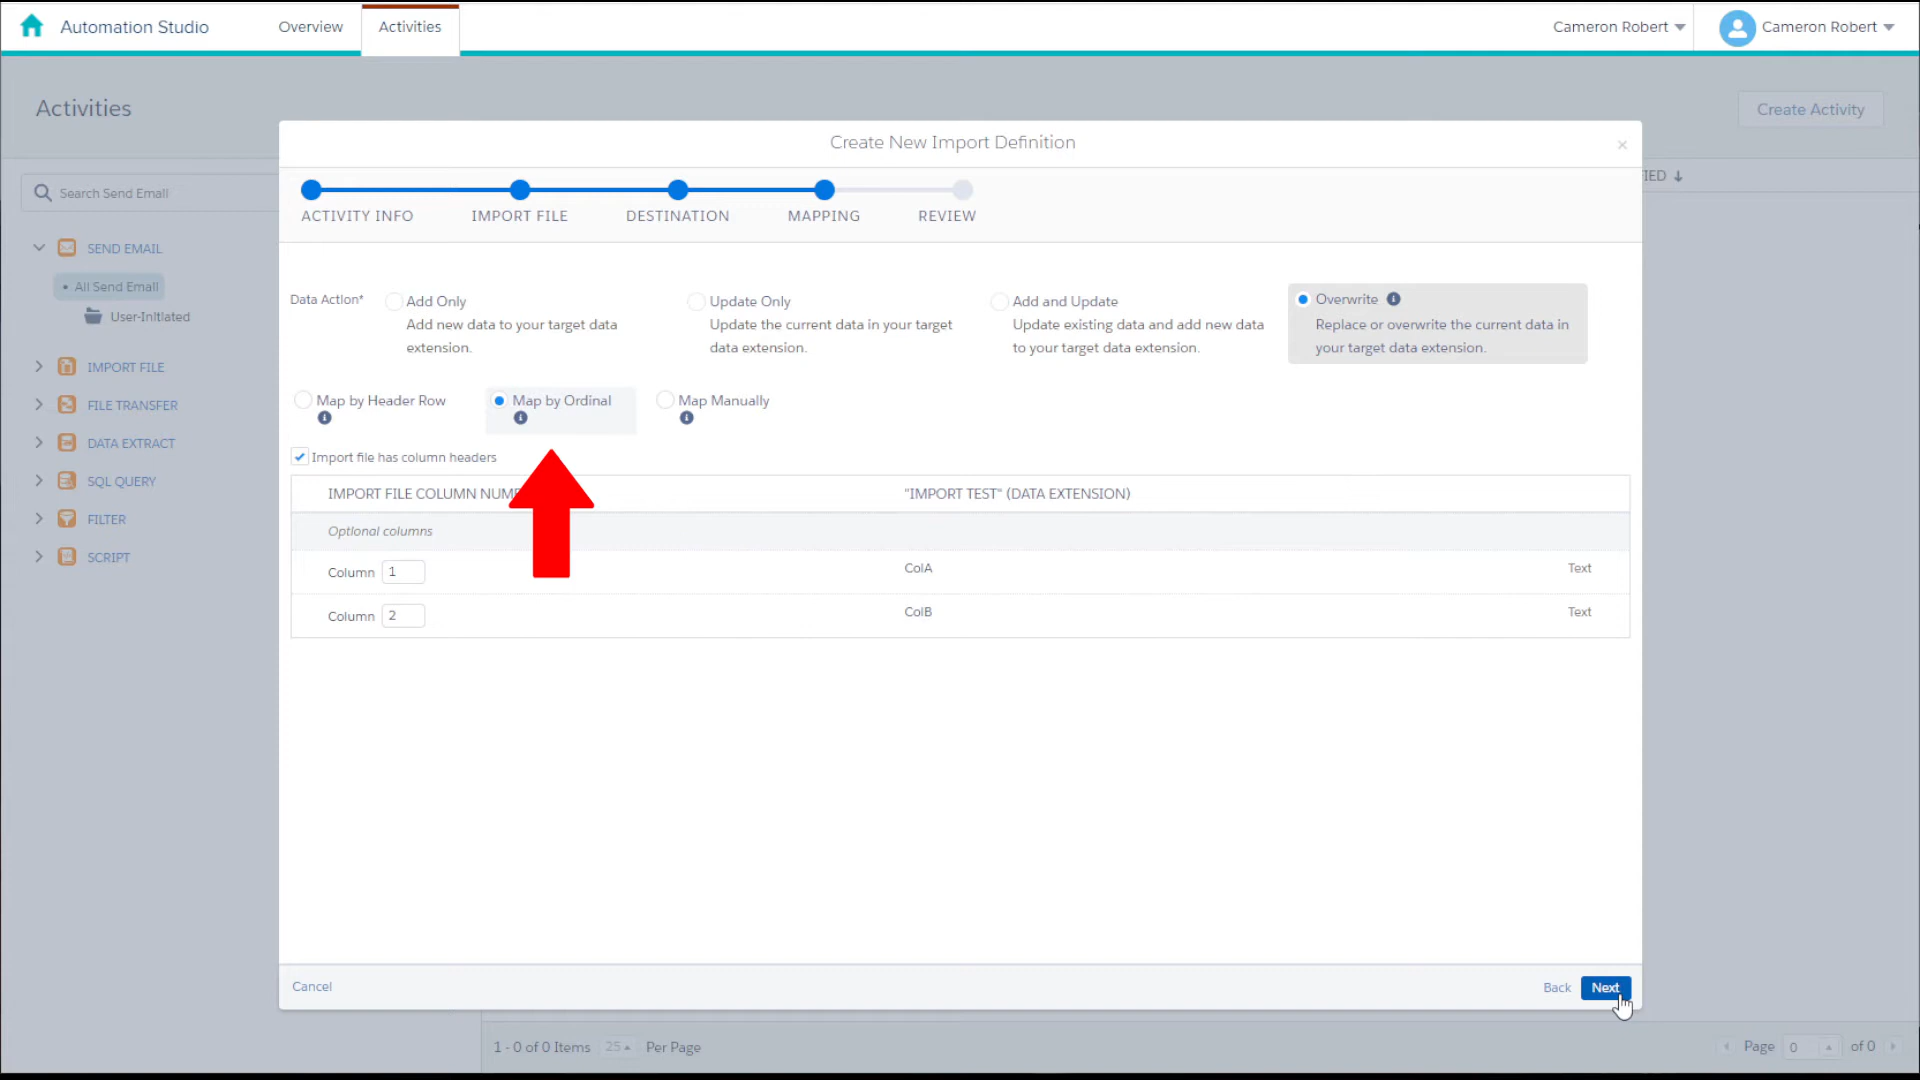 Automation Studio
Overview
Activities
Cameron Robert
Cameron Robert
Activities
Create Activity
Create New Import Definition
×
Search Send Email
ACTIVITY INFO
IMPORT FILE
DESTINATION
MAPPING
REVIEW
FIED ↓
SEND EMAIL
• All Send Email
User-Initiated
IMPORT FILE
FILE TRANSFER
DATA EXTRACT
SQL QUERY
FILTER
SCRIPT
Data Action*
Add Only
Add new data to your target data
extension.
Update Only
Update the current data in your target
data extension.
Add and Update
Update existing data and add new data
to your target data extension.
Overwrite
Replace or overwrite the current data in
your target data extension.
Map by Header Row
Map by Ordinal
Map Manually
Import file has column headers
IMPORT FILE COLUMN NUM
"IMPORT TEST" (DATA EXTENSION)
Optional columns
Column 1
ColA
Text
Column 2
ColB
Text
Cancel
Back
Next
1 - 0 of 0 Items
25
Per Page
Page
0
of 0